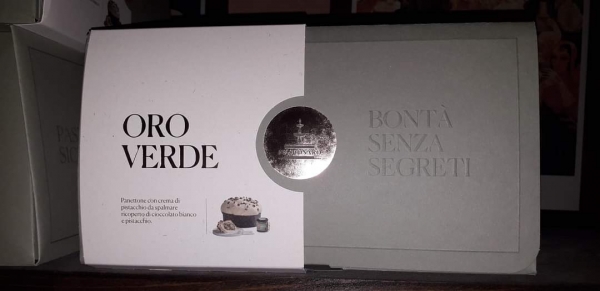 ORO
VERDE
Panettone con crema di
pistacchio da spalmare
ricoperto di cioccolato bianco
e pistacchio.
BONTÀ
SENZA
SEGRETI